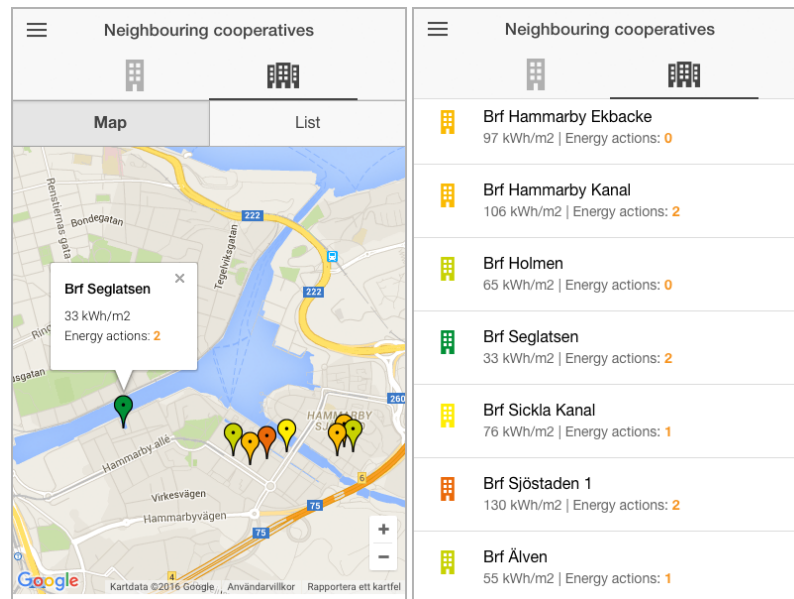 Neighbouring cooperatives
Map
List
Renstiernas gata
Bondegatan
222
Tegelviksgatan
222
Brf Seglatsen
×
33 kWh/m2
Energy actions: 2
Ring
sgatan
260
HAMMARBY
Hammarby allé
6
Virkesvägen
75
Hammarbyvägen
75
4
+
−
Google
Kartdata ©2016 Google
Användarvillkor
Rapportera ett kartfel
Neighbouring cooperatives
Brf Hammarby Ekbacke
97 kWh/m2 | Energy actions: 0
Brf Hammarby Kanal
106 kWh/m2 | Energy actions: 2
Brf Holmen
65 kWh/m2 | Energy actions: 0
Brf Seglatsen
33 kWh/m2 | Energy actions: 2
Brf Sickla Kanal
76 kWh/m2 | Energy actions: 1
Brf Sjöstaden 1
130 kWh/m2 | Energy actions: 2
Brf Älven
55 kWh/m2 | Energy actions: 1